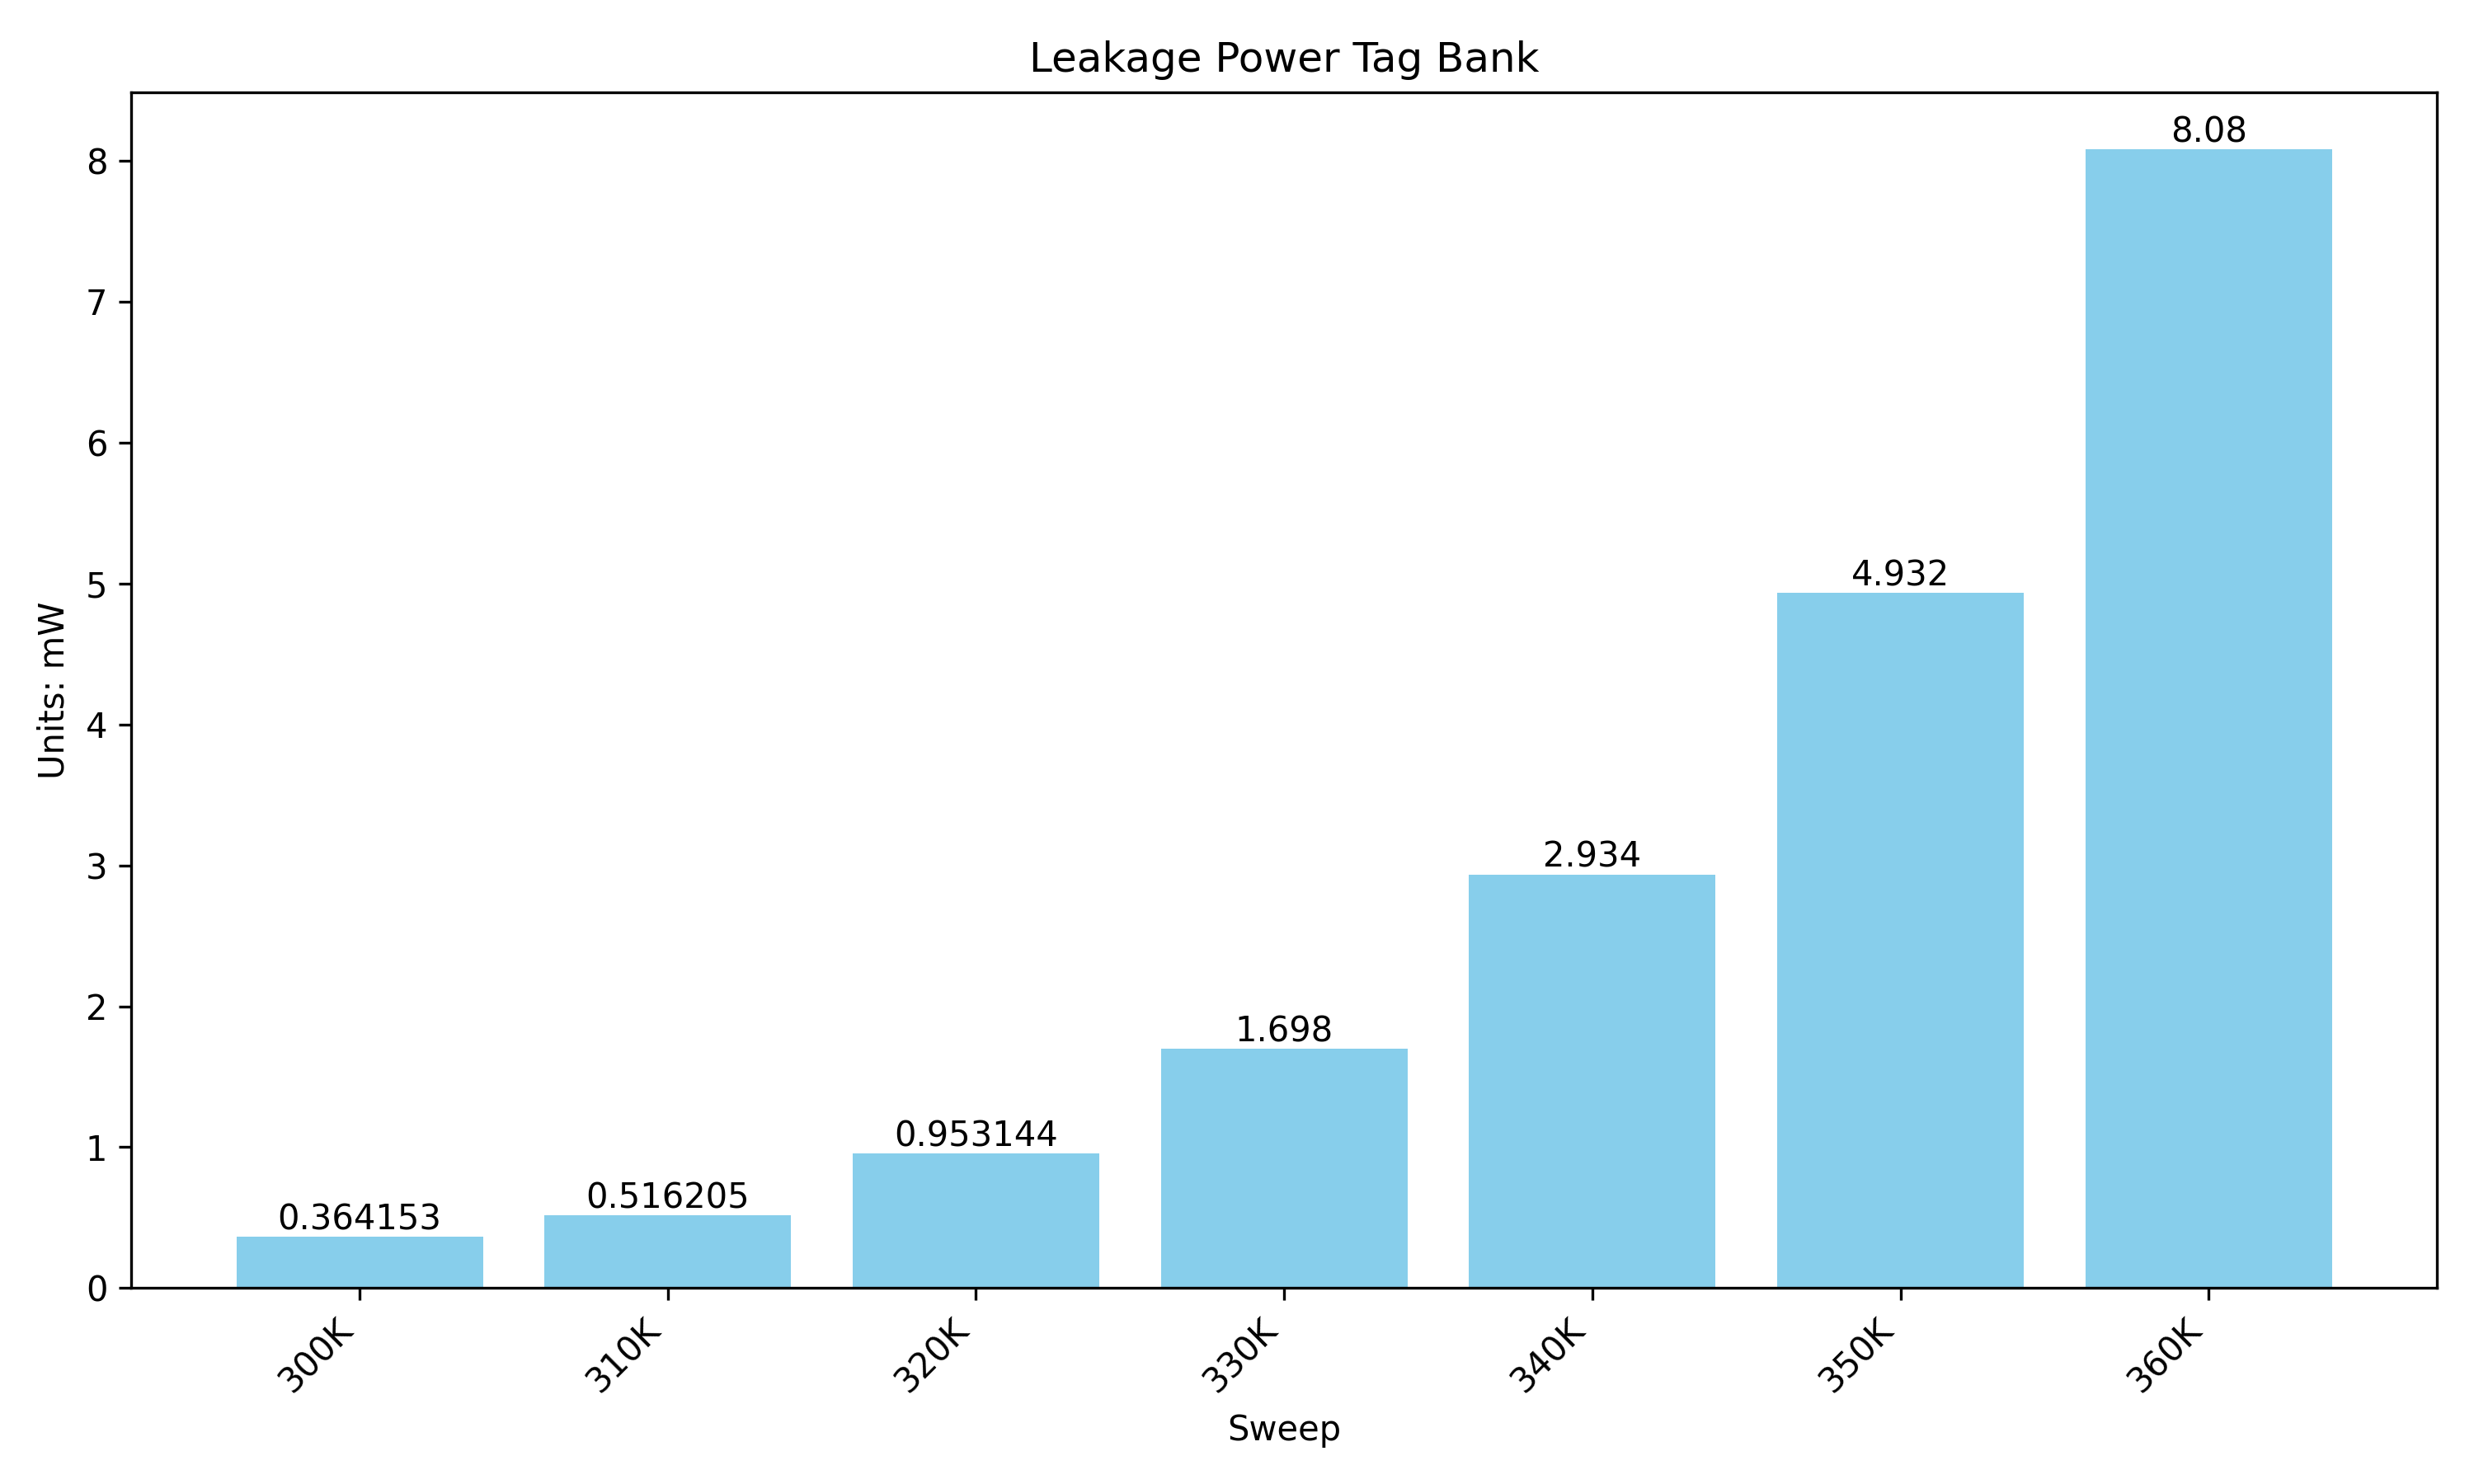 Leakage Power Tag Bank
Units: mW
8
7
6
5
4
3
2
1
0
0.364153
0.516205
0.953144
1.698
2.934
4.932
8.08
300K
310K
320K
330K
340K
350K
360K
Sweep